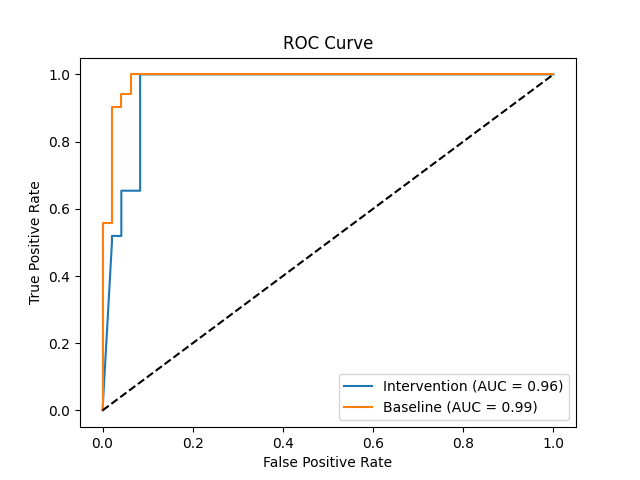 ROC Curve
1.0
0.8
0.6
0.4
0.2
0.0
True Positive Rate
Intervention (AUC = 0.96)
Baseline (AUC = 0.99)
0.0 0.2 0.4 0.6 0.8 1.0
False Positive Rate